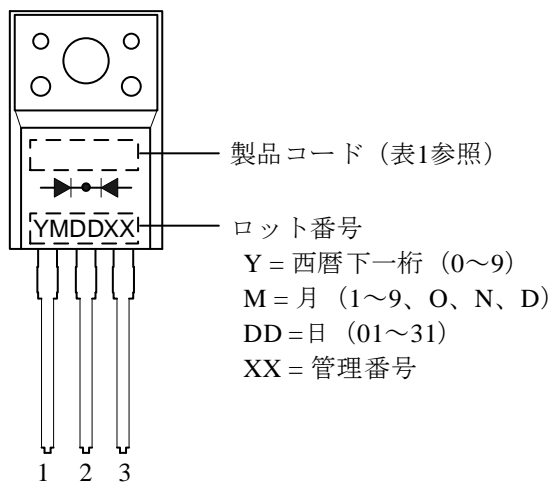 製品コード（表1参照）
YMDDXX
ロット番号
Y = 西暦下一桁（0～9）
M = 月（1～9、O、N、D）
DD =日（01～31）
XX = 管理番号
1 2 3